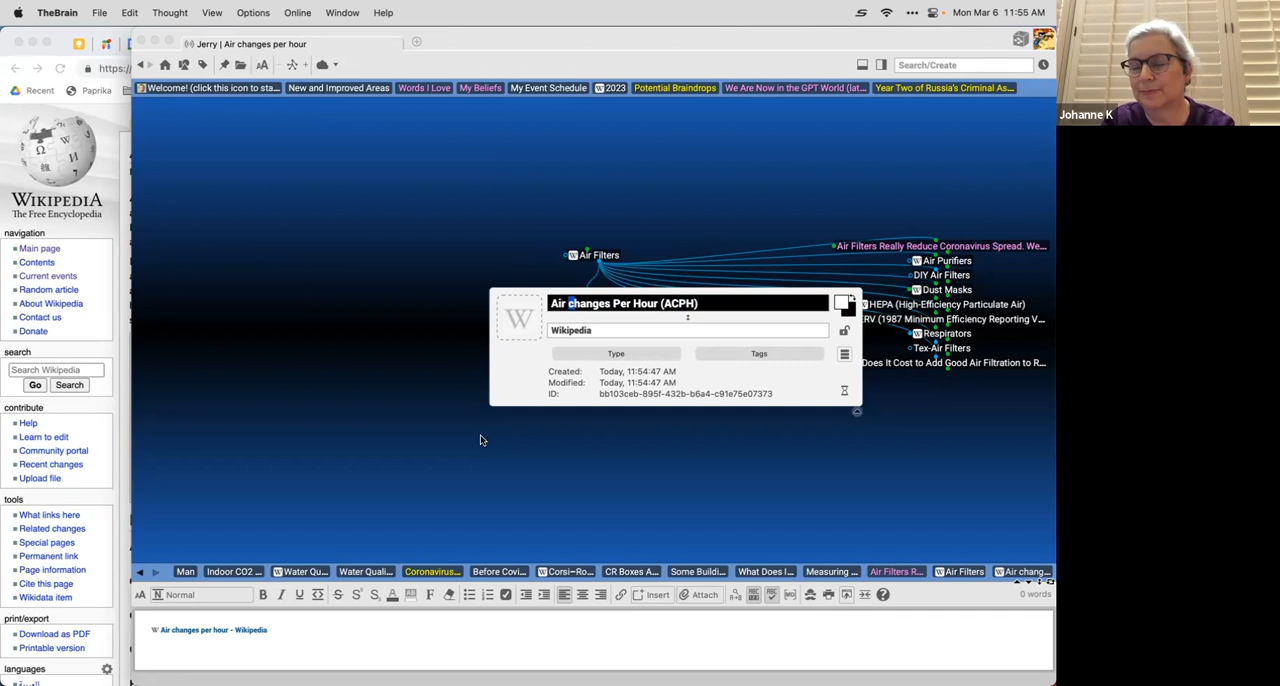 TheBrain File Edit Thought View Options Online Window Help
Mon Mar 6 11:55 AM
Jerry | Air changes per hour
https:/
Recent Paprika
AA
Search/Create
Welcome! (click this icon to sta... New and Improved Areas Words I Love My Beliefs My Event Schedule 2023 Potential Braindrops We Are Now in the GPT World (lat... Year Two of Russia's Criminal As...
Johanne K
WIKIPEDIA
The Free Encyclopedia
navigation
Main page
Contents
Current events
Random article
About Wikipedia
Contact us
Donate
search
Search Wikipedia
Go Search
contribute
Help
Learn to edit
Community portal
Recent changes
Upload file
tools
What links here
Related changes
Special pages
Permanent link
Page information
Cite this page
Wikidata item
print/export
Download as PDF
Printable version
languages
العربية
Air Filters
Air Filters Really Reduce Coronavirus Spread. We...
Air Purifiers
DIY Air Filters
Dust Masks
HEPA (High-Efficiency Particulate Air)
ERV (1987 Minimum Efficiency Reporting V...
Respirators
Tex-Air Filters
Does It Cost to Add Good Air Filtration to R...
Air changes Per Hour (ACPH)
Wikipedia
Type Tags
Created: Today, 11:54:47 AM
Modified: Today, 11:54:47 AM
ID: bb103ceb-895f-432b-b6a4-c91e75e07373
Man Indoor CO2 ... Water Qu... Water Quali... Coronavirus... Before Covi... Corsi–Ro... CR Boxes A... Some Buildi... What Does I... Measuring ... Air Filters R... Air Filters Air chang...
AA N Normal B I U Insert Attach 0 words
Air changes per hour - Wikipedia